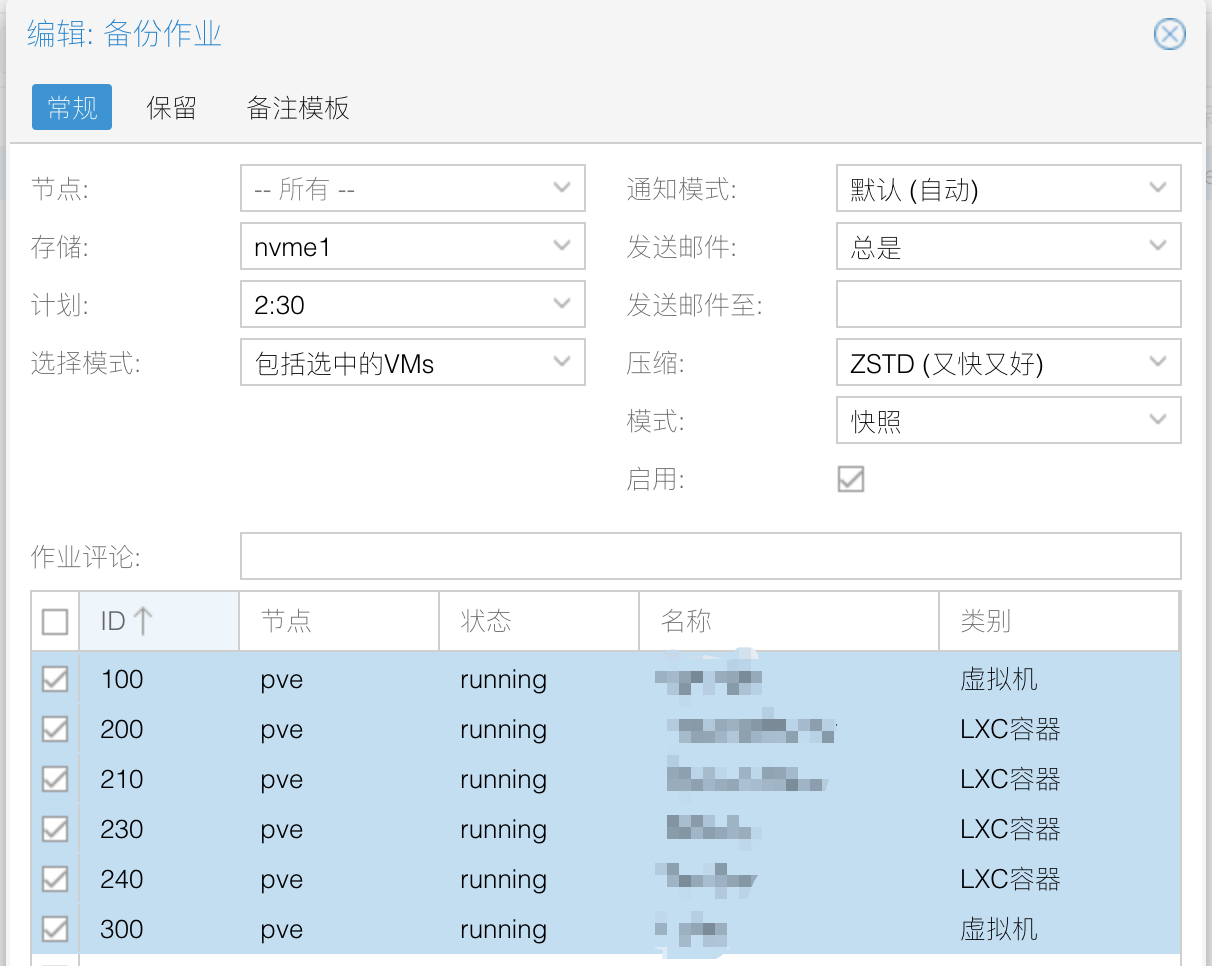 编辑: 备份作业
常规 保留 备注模板
节点: -- 所有 -- 通知模式: 默认 (自动)
存储: nvme1 发送邮件: 总是
计划: 2:30 发送邮件至:
选择模式: 包括选中的VMs 压缩: ZSTD (又快又好)
模式: 快照
启用:
作业评论:
ID 节点 状态 名称 类别
100 pve running 虚拟机
200 pve running LXC容器
210 pve running LXC容器
230 pve running LXC容器
240 pve running LXC容器
300 pve running 虚拟机